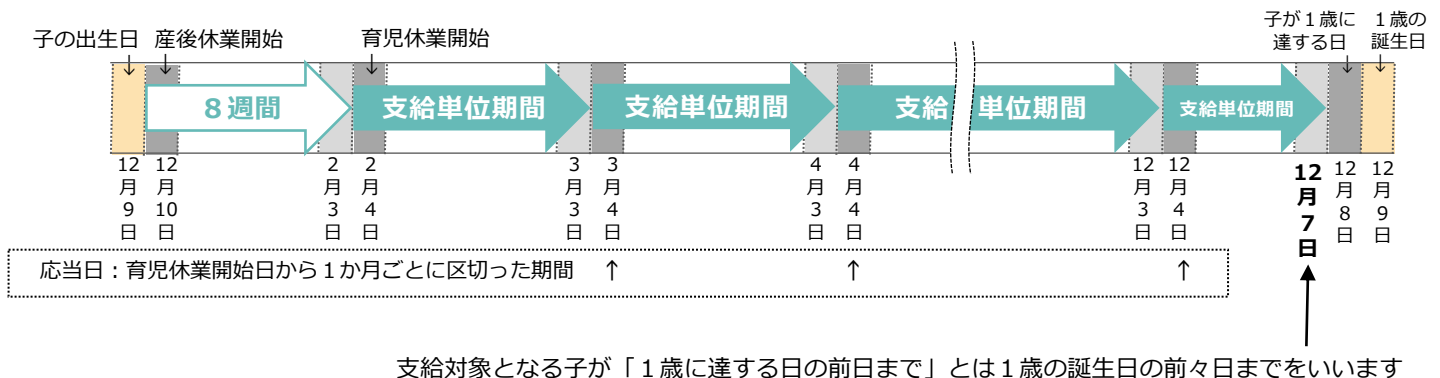 子が１歳に
達する日
１歳の
誕生日
子の出生日
産後休業開始
育児休業開始
↓
↓
↓
↓
↓
８週間
支給単位期間
支給単位期間
支給
単位期間
支給単位期間
12月９日
12月10日
２月３日
２月４日
３月３日
３月４日
４月３日
４月４日
12月３日
12月４日
12月７日
12月８日
12月９日
応当日：育児休業開始日から１か月ごとに区切った期間
↑
↑
↑
支給対象となる子が「１歳に達する日の前日まで」とは１歳の誕生日の前々日までをいいます